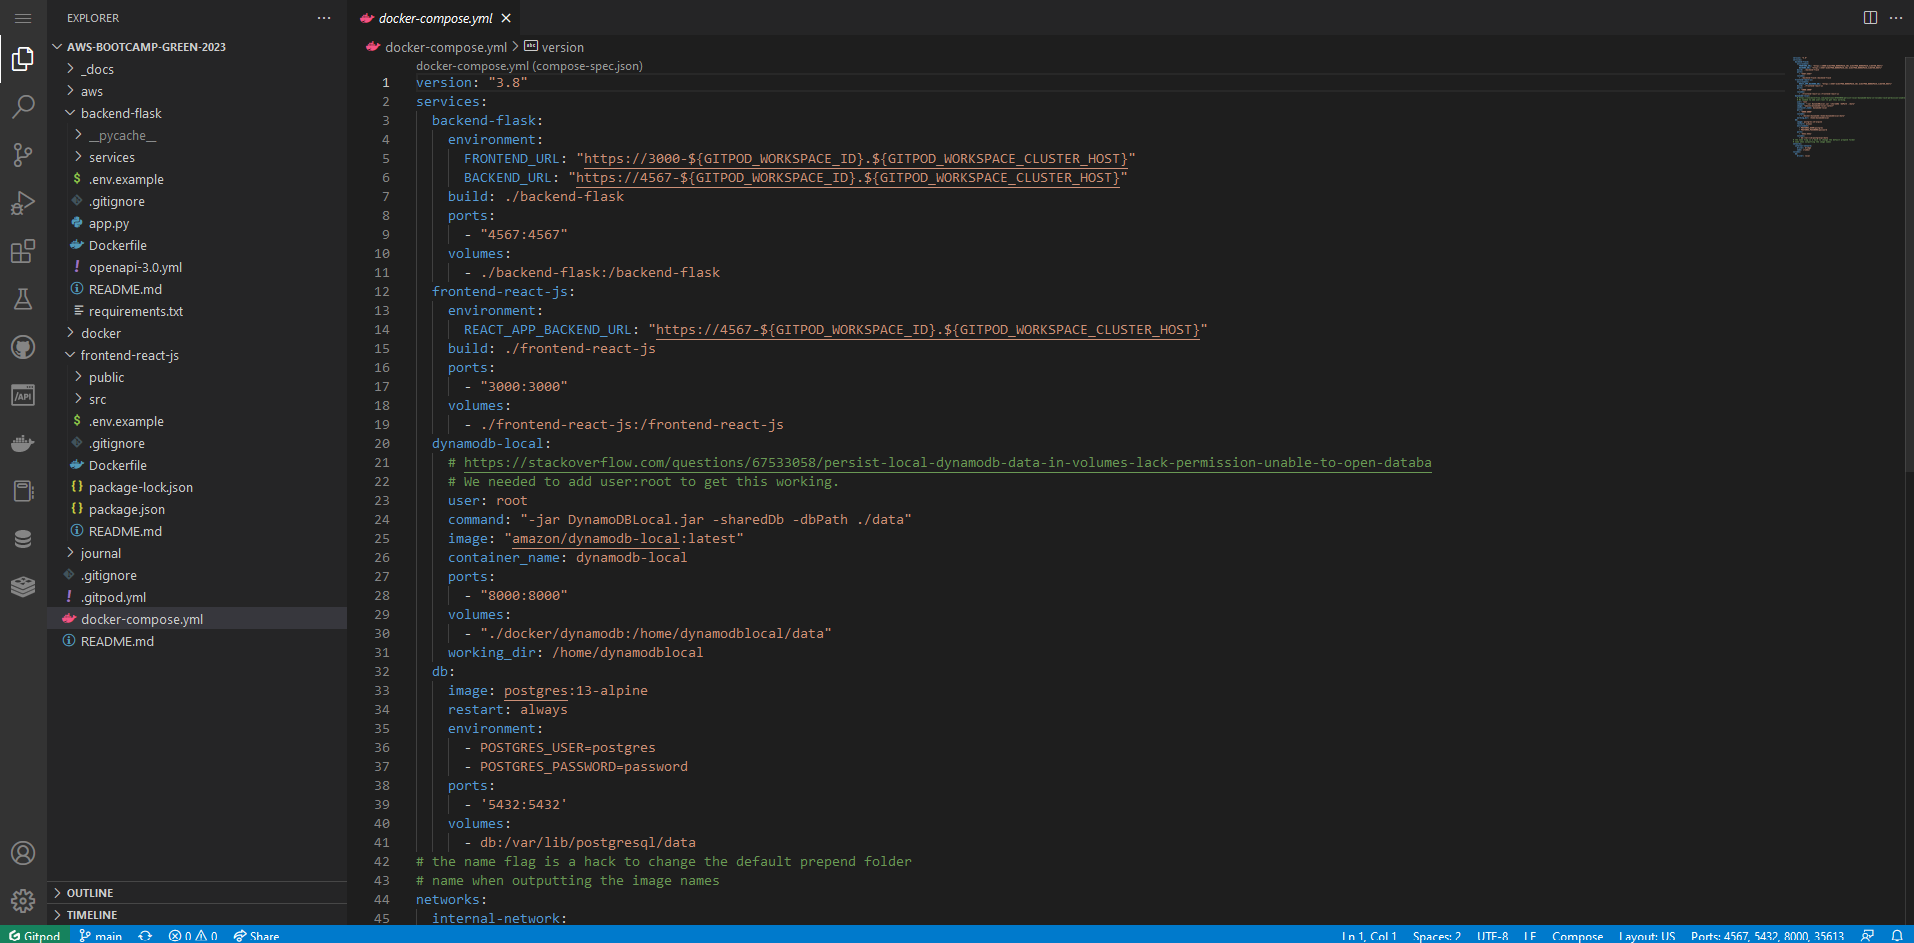 EXPLORER
AWS-BOOTCAMP-GREEN-2023
_docs
aws
backend-flask
__pycache__
services
.env.example
.gitignore
app.py
Dockerfile
openapi-3.0.yml
README.md
requirements.txt
docker
frontend-react-js
public
src
.env.example
.gitignore
Dockerfile
package-lock.json
package.json
README.md
journal
.gitignore
.gitpod.yml
docker-compose.yml
README.md
OUTLINE
TIMELINE
docker-compose.yml
docker-compose.yml > version
docker-compose.yml (compose-spec.json)
1 version: "3.8"
2 services:
3 backend-flask:
4 environment:
5 FRONTEND_URL: "https://3000-${GITPOD_WORKSPACE_ID}.${GITPOD_WORKSPACE_CLUSTER_HOST}"
6 BACKEND_URL: "https://4567-${GITPOD_WORKSPACE_ID}.${GITPOD_WORKSPACE_CLUSTER_HOST}"
7 build: ./backend-flask
8 ports:
9 - "4567:4567"
10 volumes:
11 - ./backend-flask:/backend-flask
12 frontend-react-js:
13 environment:
14 REACT_APP_BACKEND_URL: "https://4567-${GITPOD_WORKSPACE_ID}.${GITPOD_WORKSPACE_CLUSTER_HOST}"
15 build: ./frontend-react-js
16 ports:
17 - "3000:3000"
18 volumes:
19 - ./frontend-react-js:/frontend-react-js
20 dynamodb-local:
21 # https://stackoverflow.com/questions/67533058/persist-local-dynamodb-data-in-volumes-lack-permission-unable-to-open-databa
22 # We needed to add user:root to get this working.
23 user: root
24 command: "-jar DynamoDBLocal.jar -sharedDb -dbPath ./data"
25 image: "amazon/dynamodb-local:latest"
26 container_name: dynamodb-local
27 ports:
28 - "8000:8000"
29 volumes:
30 - "./docker/dynamodb:/home/dynamodblocal/data"
31 working_dir: /home/dynamodblocal
32 db:
33 image: postgres:13-alpine
34 restart: always
35 environment:
36 - POSTGRES_USER=postgres
37 - POSTGRES_PASSWORD=password
38 ports:
39 - '5432:5432'
40 volumes:
41 - db:/var/lib/postgresql/data
42 # the name flag is a hack to change the default prepend folder
43 # name when outputting the image names
44 networks:
45 internal-network:
Gitpod main 0 0 Share Ln 1, Col 1 Spaces: 2 UTF-8 LF Compose Layout: US Ports: 4567, 5432, 8000, 35613